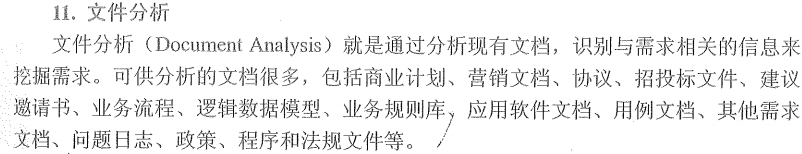 11. 文件分析
文件分析（Document Analysis）就是通过分析现有文档，识别与需求相关的信息来
挖掘需求。可供分析的文档很多，包括商业计划、营销文档、协议、招投标文件、建议
邀请书、业务流程、逻辑数据模型、业务规则库、应用软件文档、用例文档、其他需求
文档、问题日志、政策、程序和法规文件等。